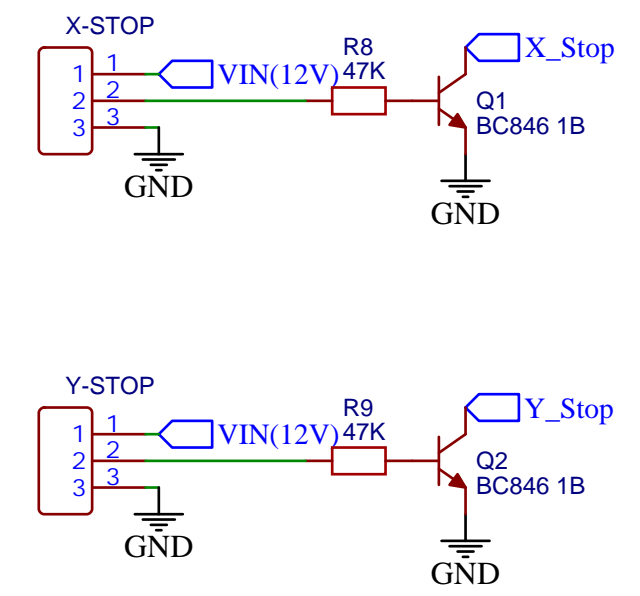 X-STOP
R8
47K
X_Stop
1 1 VIN(12V)
2 2
3 3
Q1
BC846 1B
GND
GND
Y-STOP
R9
47K
Y_Stop
1 1 VIN(12V)
2 2
3 3
Q2
BC846 1B
GND
GND